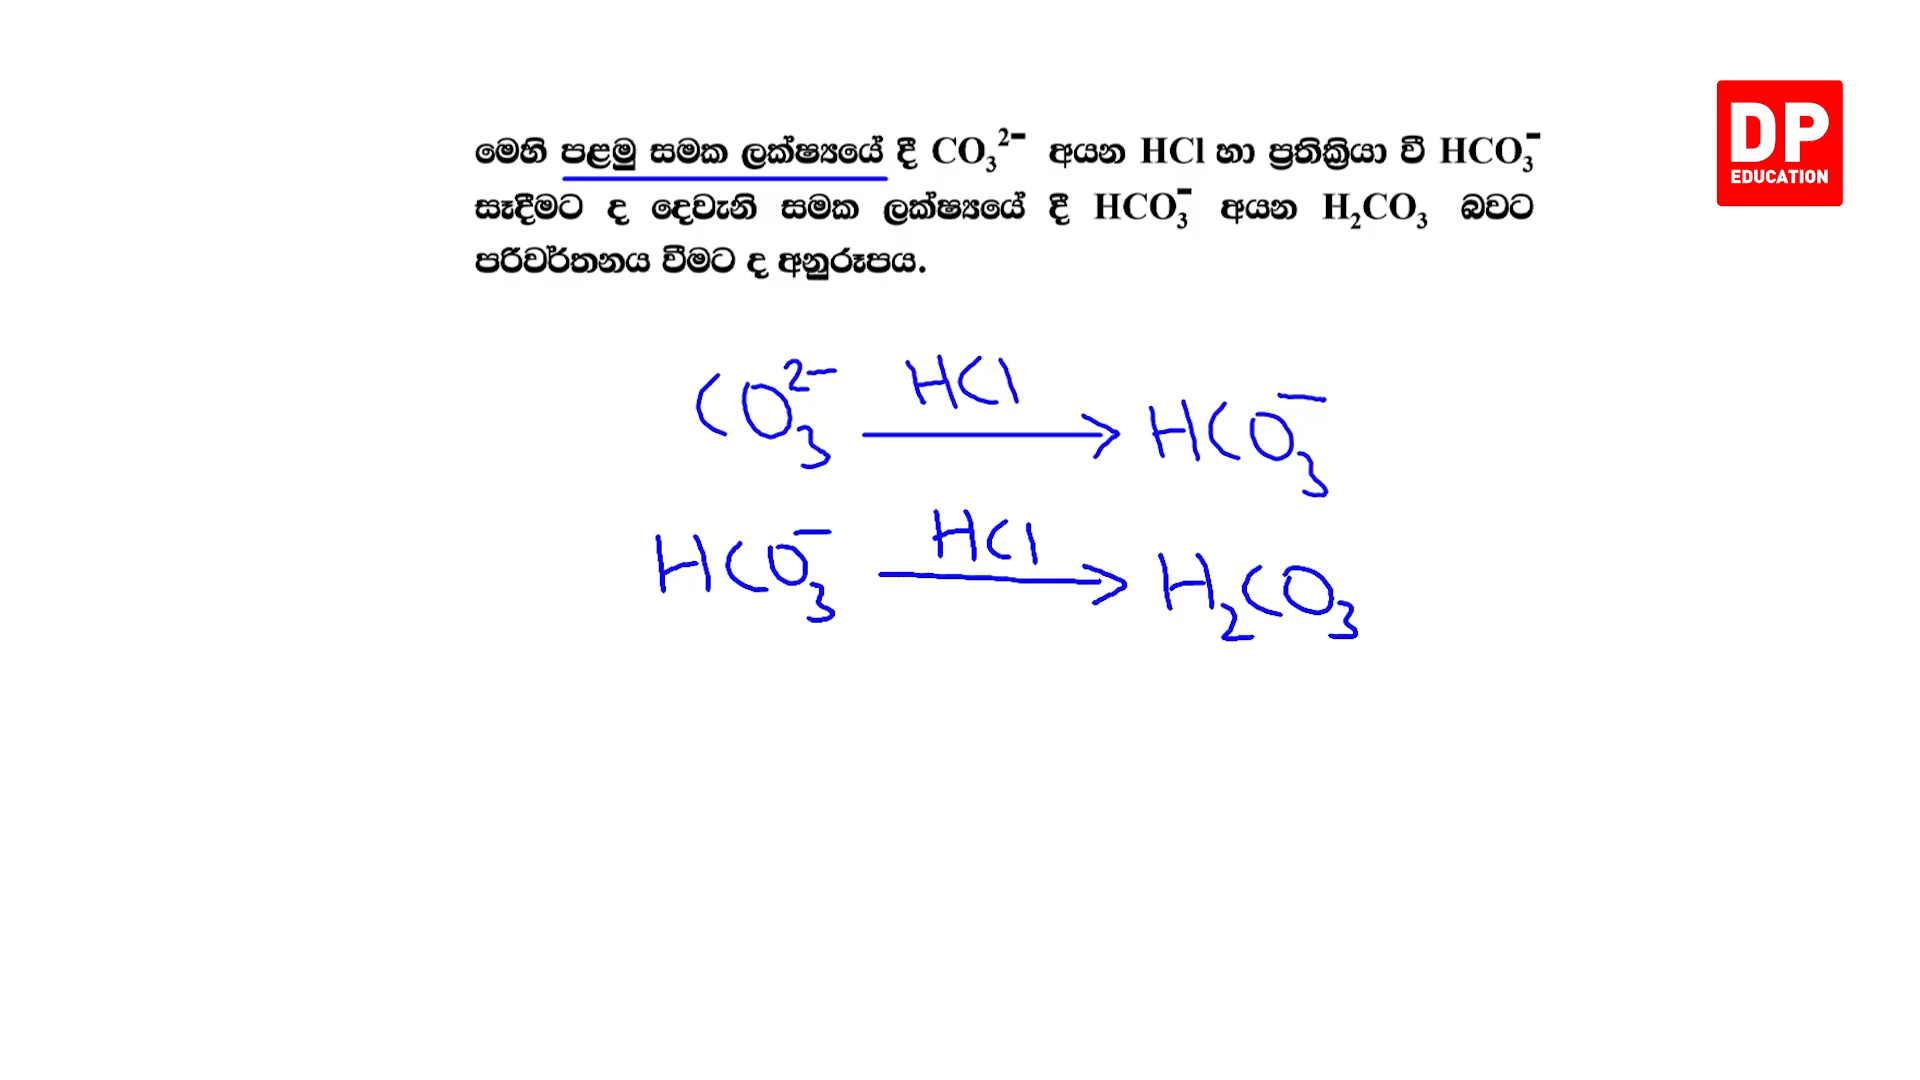 DP
EDUCATION
මෙහි පළමු සමක ලක්ෂ්‍යයේ දී CO₃²⁻ අයන HCl හා ප්‍රතික්‍රියා වී HCO₃⁻
සෑදීමට ද දෙවැනි සමක ලක්ෂ්‍යයේ දී HCO₃⁻ අයන H₂CO₃ බවට
පරිවර්තනය වීමට ද අනුරූපය.
CO₃²⁻ HCl → HCO₃⁻
HCO₃⁻ HCl → H₂CO₃